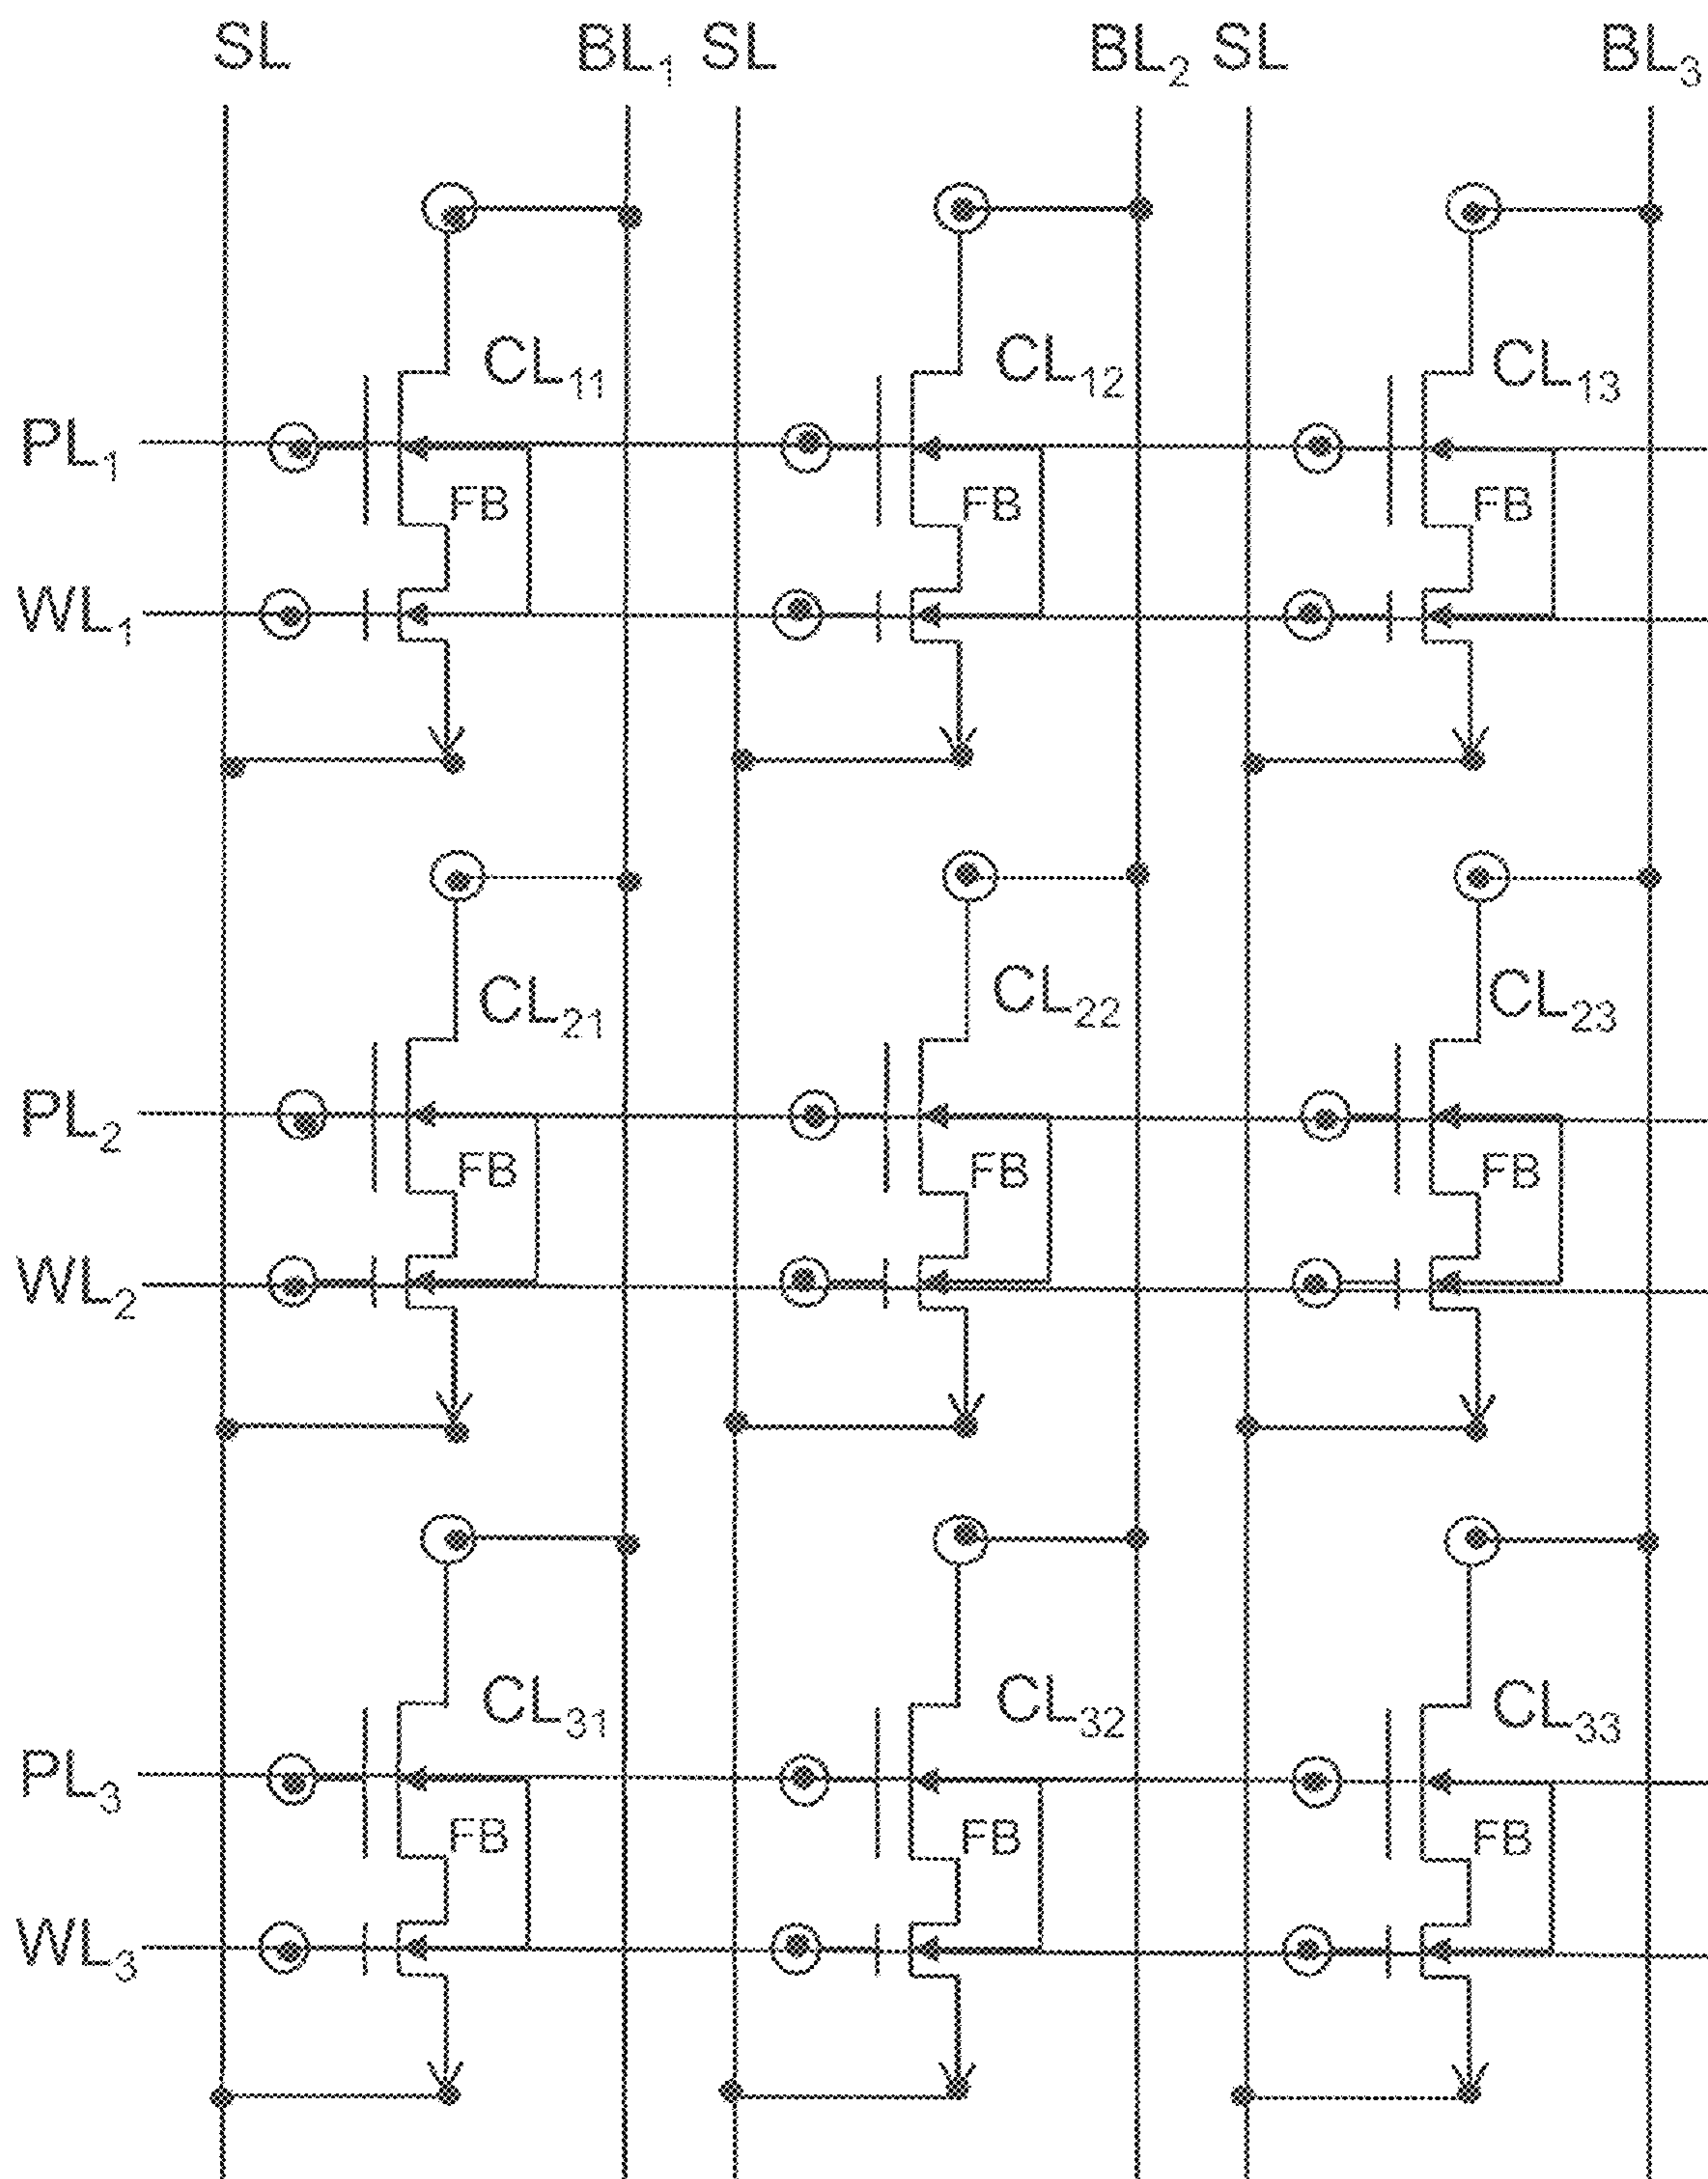 SL BL₁ SL BL₂ SL BL₃
CL₁₁ CL₁₂ CL₁₃
PL₁
FB FB FB
WL₁
CL₂₁ CL₂₂ CL₂₃
PL₂
FB FB FB
WL₂
CL₃₁ CL₃₂ CL₃₃
PL₃
FB FB FB
WL₃